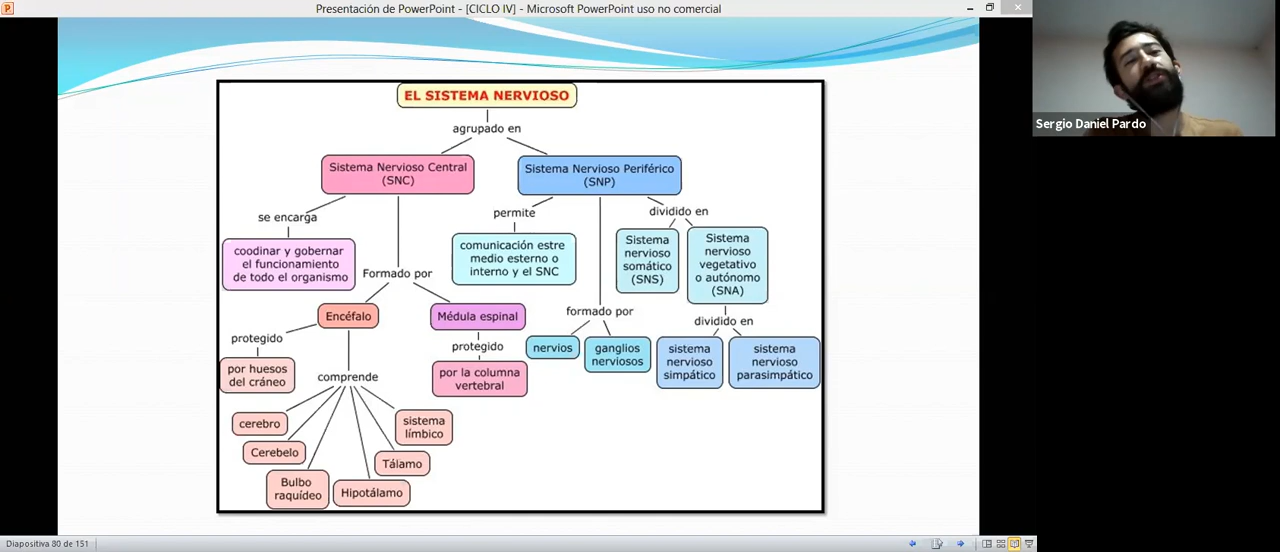 Presentación de PowerPoint - [CICLO IV] - Microsoft PowerPoint uso no comercial
Sergio Daniel Pardo
EL SISTEMA NERVIOSO
agrupado en
Sistema Nervioso Central
(SNC)
Sistema Nervioso Periférico
(SNP)
se encarga
coodinar y gobernar
el funcionamiento
de todo el organismo
Formado por
Encéfalo
protegido
por huesos
del cráneo
comprende
cerebro
Cerebelo
Bulbo
raquídeo
Hipotálamo
Tálamo
sistema
límbico
Médula espinal
protegido
por la columna
vertebral
permite
comunicación estre
medio esterno o
interno y el SNC
formado por
nervios
ganglios
nerviosos
dividido en
Sistema
nervioso
somático
(SNS)
Sistema
nervioso
vegetativo
o autónomo
(SNA)
dividido en
sistema
nervioso
simpático
sistema
nervioso
parasimpático
Diapositiva 80 de 151